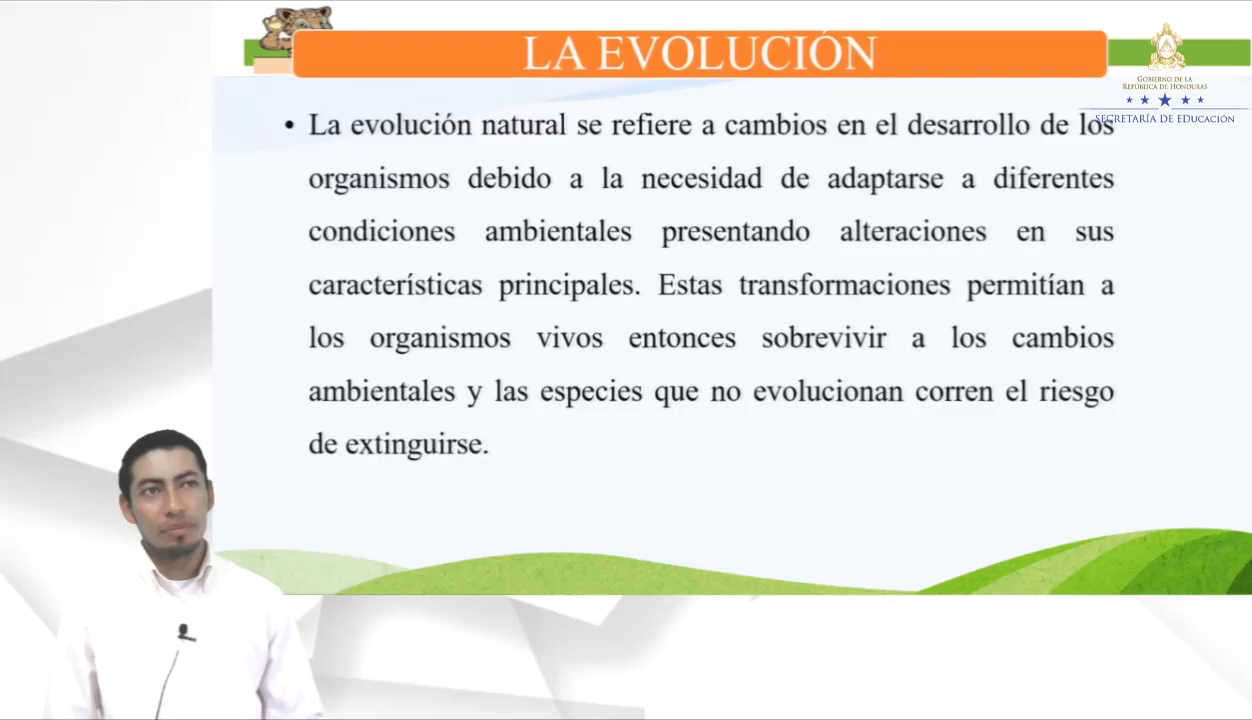 LA EVOLUCIÓN
GOBIERNO DE LA
REPÚBLICA DE HONDURAS
SECRETARÍA DE EDUCACIÓN
• La evolución natural se refiere a cambios en el desarrollo de los
organismos debido a la necesidad de adaptarse a diferentes
condiciones ambientales presentando alteraciones en sus
características principales. Estas transformaciones permitían a
los organismos vivos entonces sobrevivir a los cambios
ambientales y las especies que no evolucionan corren el riesgo
de extinguirse.